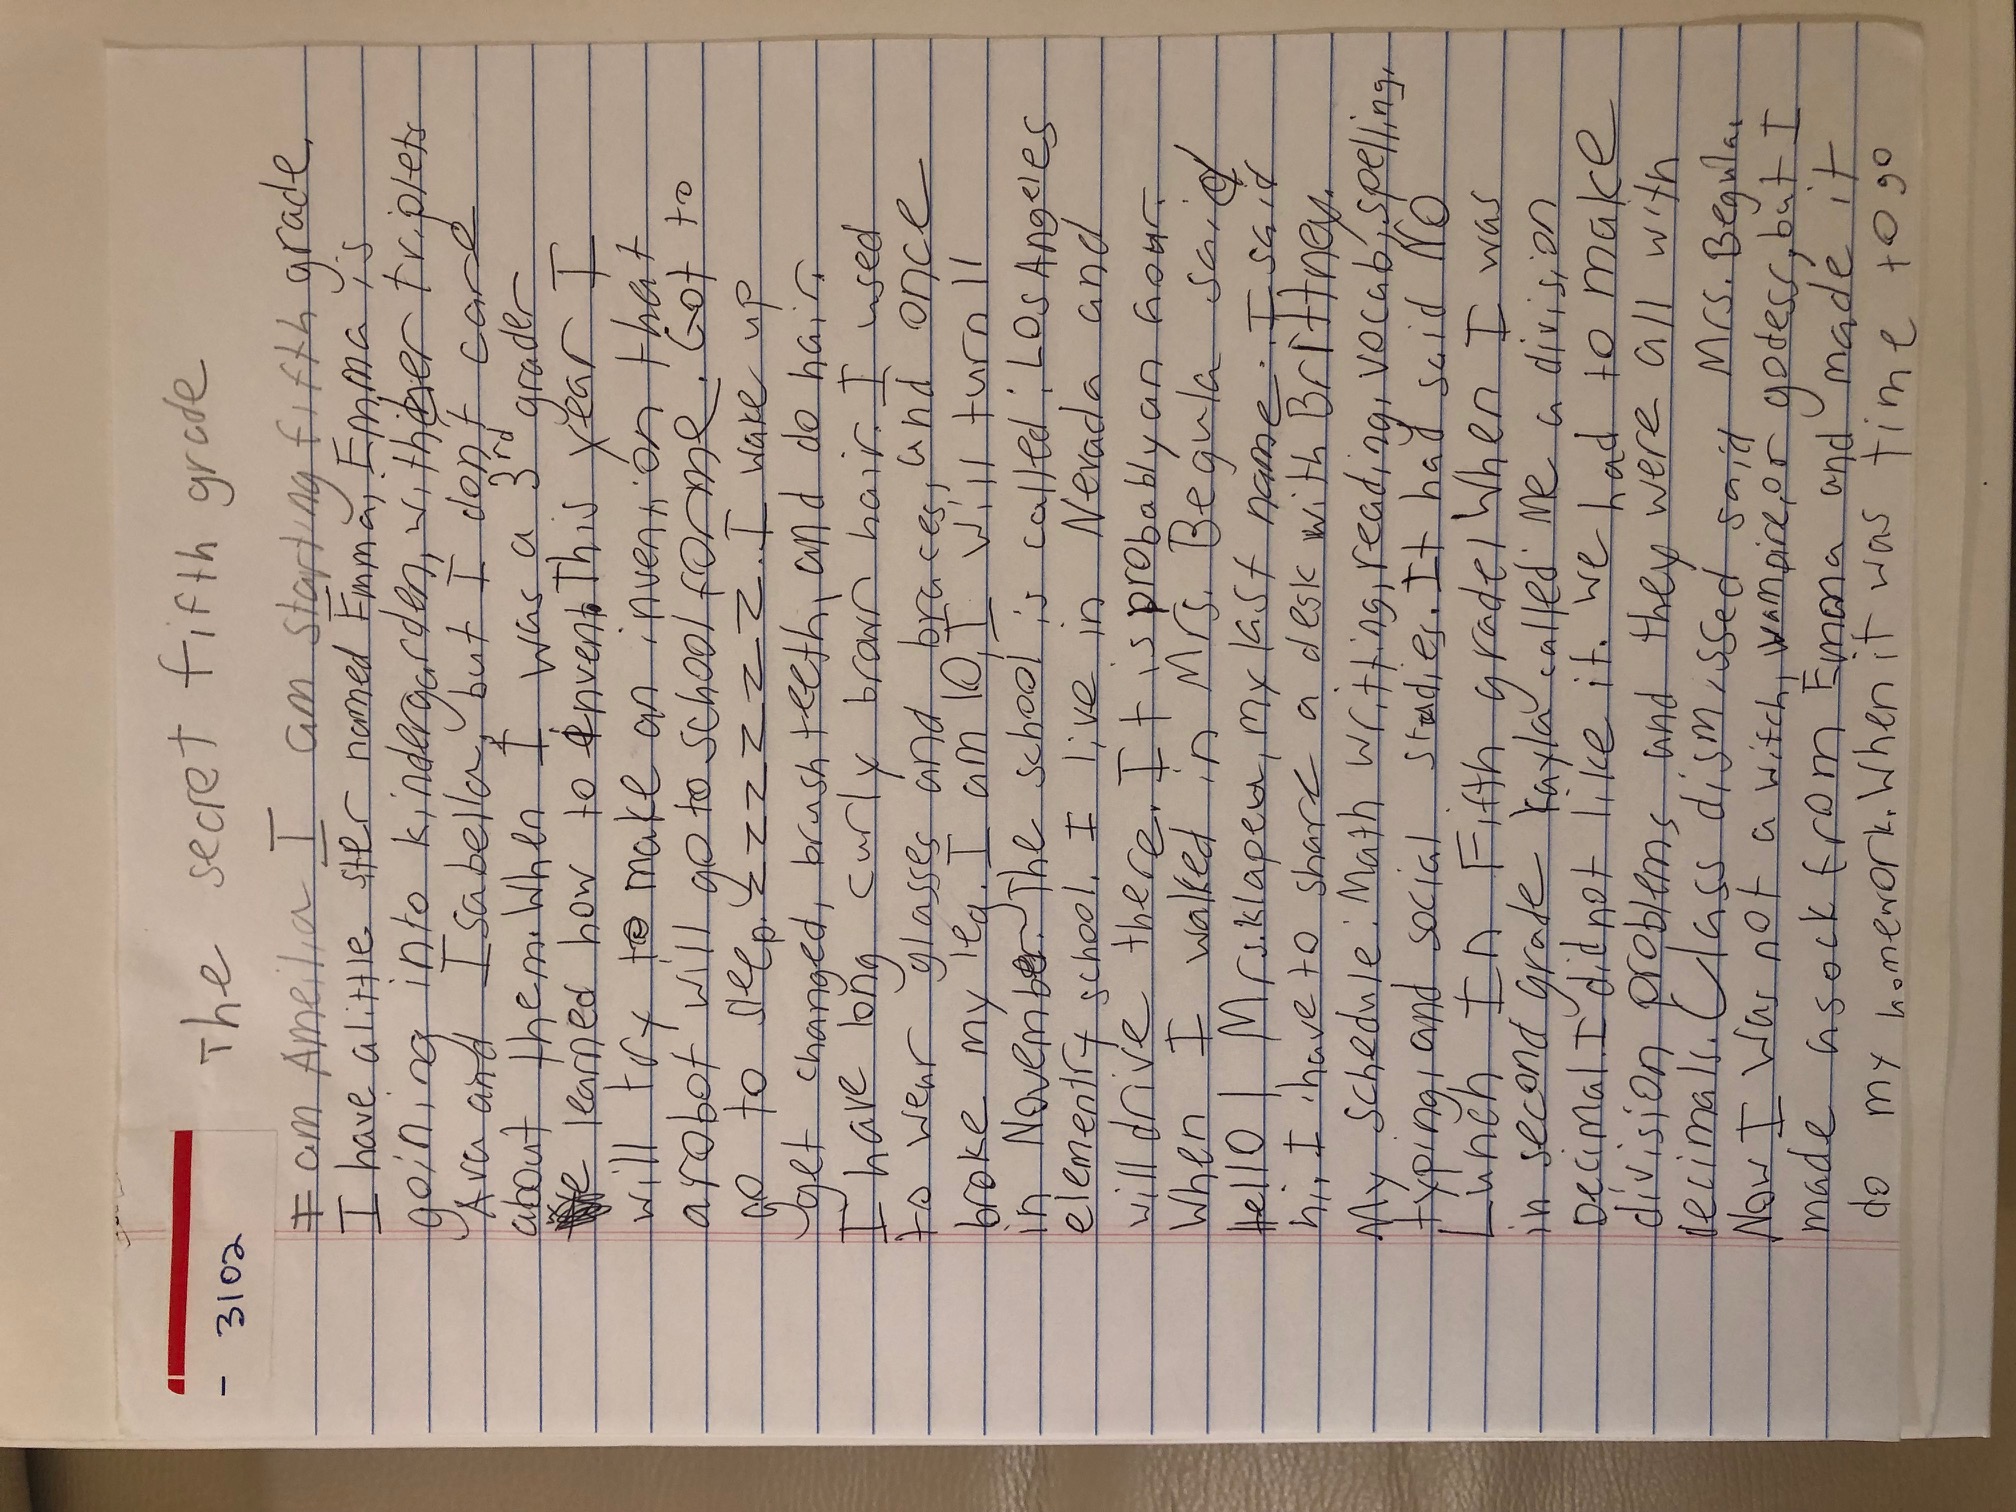 - 3102
The secret fifth grade
I am Ameilia I am starting fifth grade.
I have a little ster named Emma, Emma is
goining into kindergarden, with her triplets
Ava and Isabella, but I don't care
about them. When I was a 3rd grader
We learned how to invent. This year I
will try to make an invention that
a robot will go to school for me. Got to
go to sleep. zzzzzzz. I wake up
get changed, brush teeth, and do hair.
I have long curly brown hair. I used
to wear glasses and braces, and once
broke my leg. I am 10, I will turn 11
in November. The school is called: Los Angeles
elementry school. I live in Nevada and
will drive there. It is probably an hour.
When I walked in Mrs. Begula said
Hello! Mrs. klapeu, my last name. I said
hi, I have to share a desk with Brittney.
My schedule: Math writting, reading, vocab, spelling,
typing, and social studies. It had said NO
Lunch In Fifth grade! When I was
in second grade Kayla called me a division
Decimal. I did not like it. We had to make
division problems and they were all with
decimals. Class dismissed said Mrs. Begula.
Now I was not a witch, vampire, or godess, but I
made a sock from Emma and made it
do my homework. When it was time to go